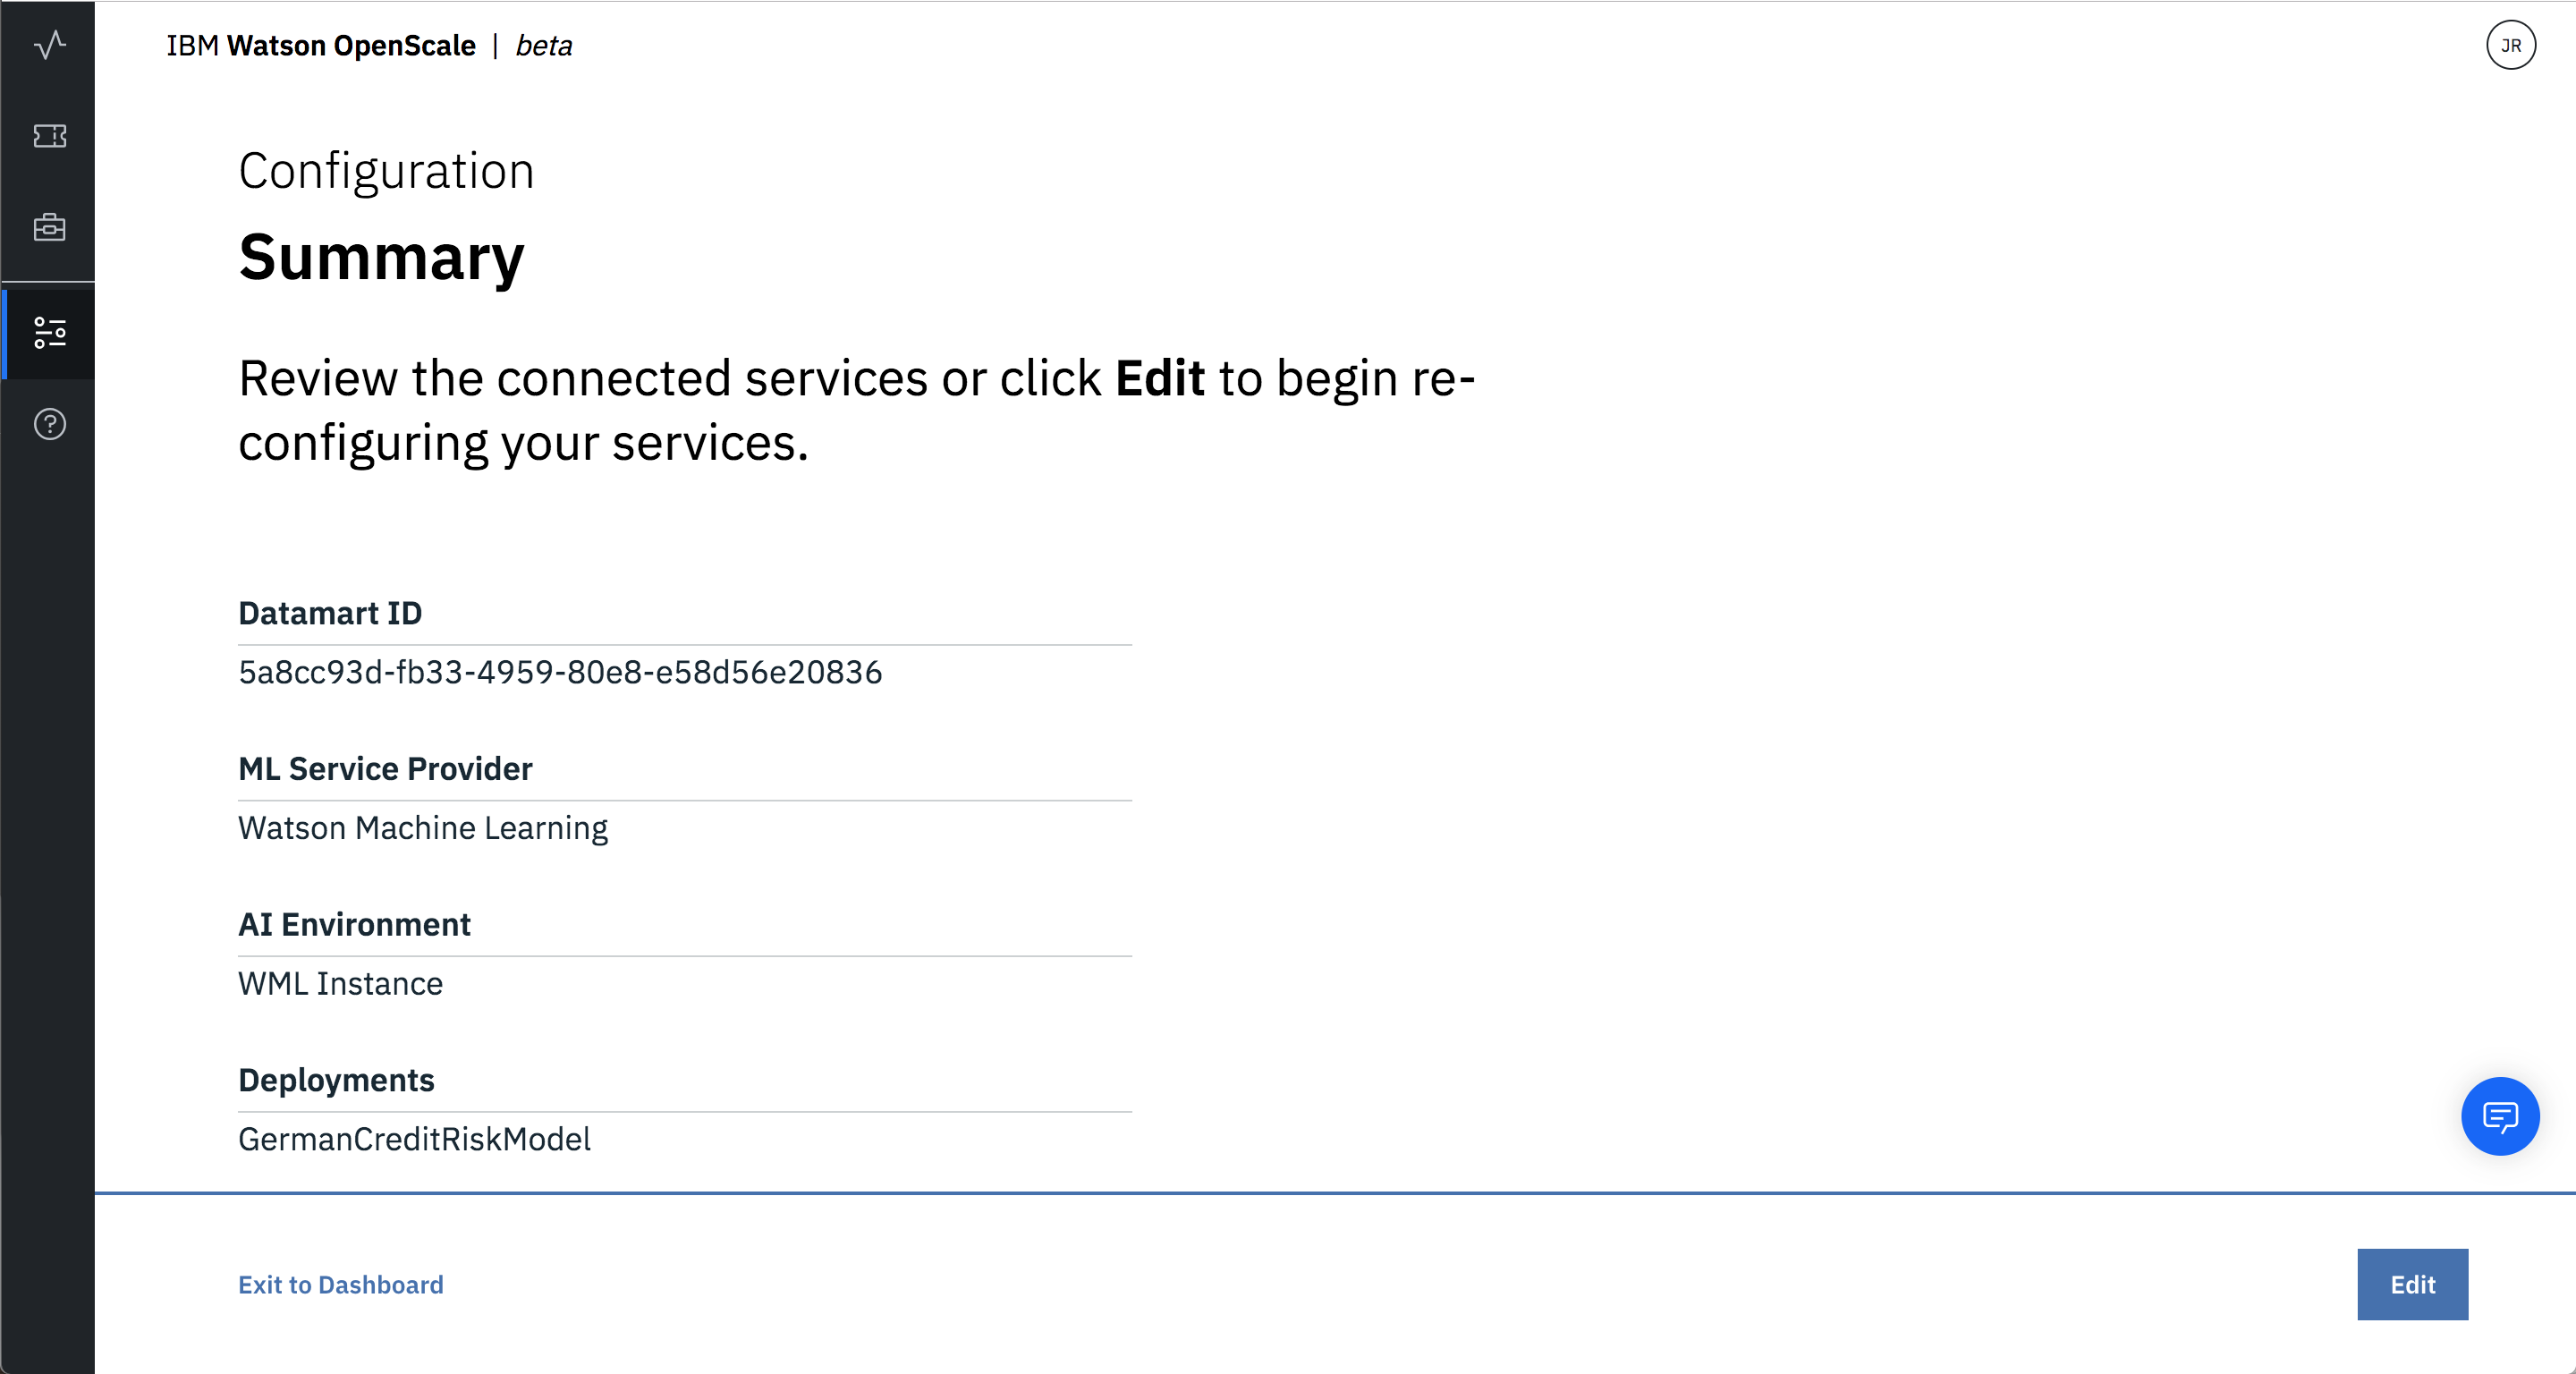 IBM Watson OpenScale | beta
JR
Configuration
Summary
Review the connected services or click Edit to begin re-
configuring your services.
Datamart ID
5a8cc93d-fb33-4959-80e8-e58d56e20836
ML Service Provider
Watson Machine Learning
AI Environment
WML Instance
Deployments
GermanCreditRiskModel
Exit to Dashboard
Edit